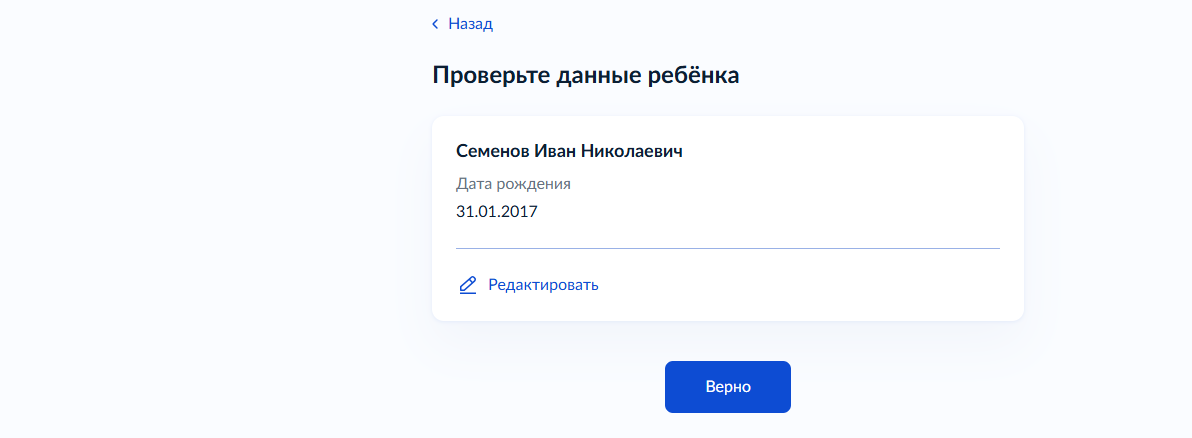 Назад
Проверьте данные ребёнка
Семенов Иван Николаевич
Дата рождения
31.01.2017
Редактировать
Верно